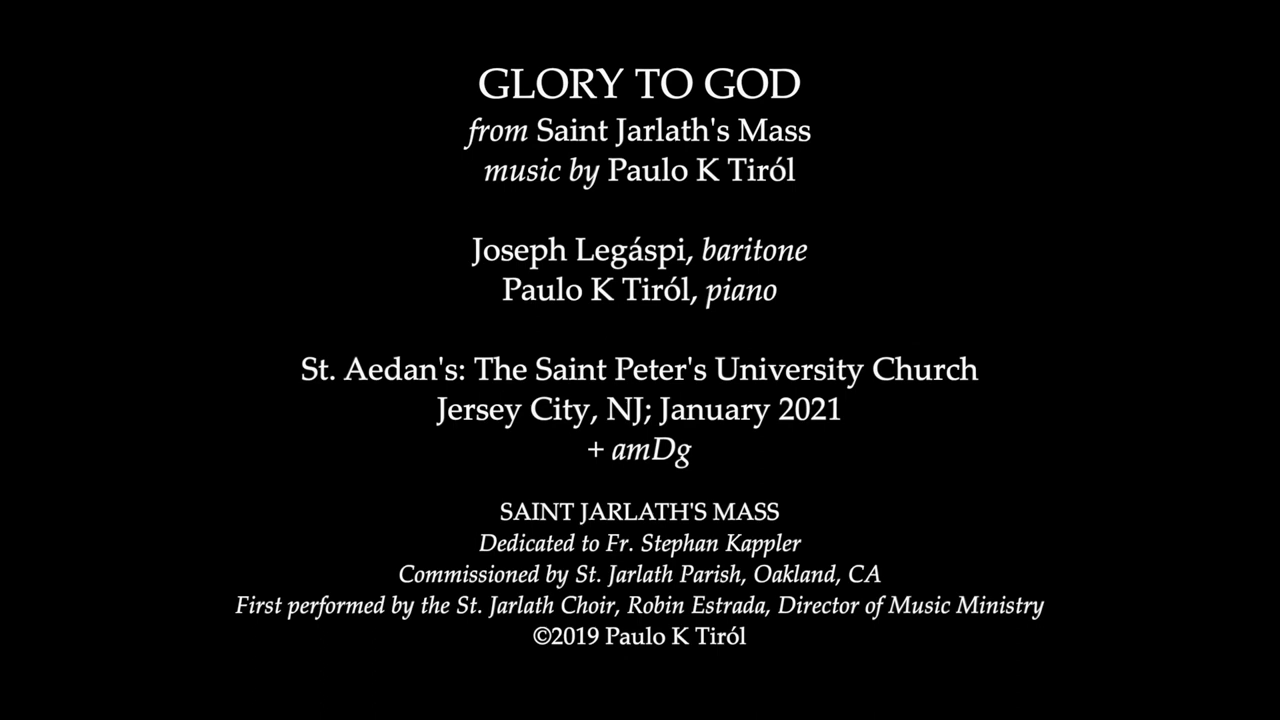 GLORY TO GOD
from Saint Jarlath's Mass
music by Paulo K Tiról
Joseph Legáspi, baritone
Paulo K Tiról, piano
St. Aedan's: The Saint Peter's University Church
Jersey City, NJ; January 2021
+ amDg
SAINT JARLATH'S MASS
Dedicated to Fr. Stephan Kappler
Commissioned by St. Jarlath Parish, Oakland, CA
First performed by the St. Jarlath Choir, Robin Estrada, Director of Music Ministry
©2019 Paulo K Tiról